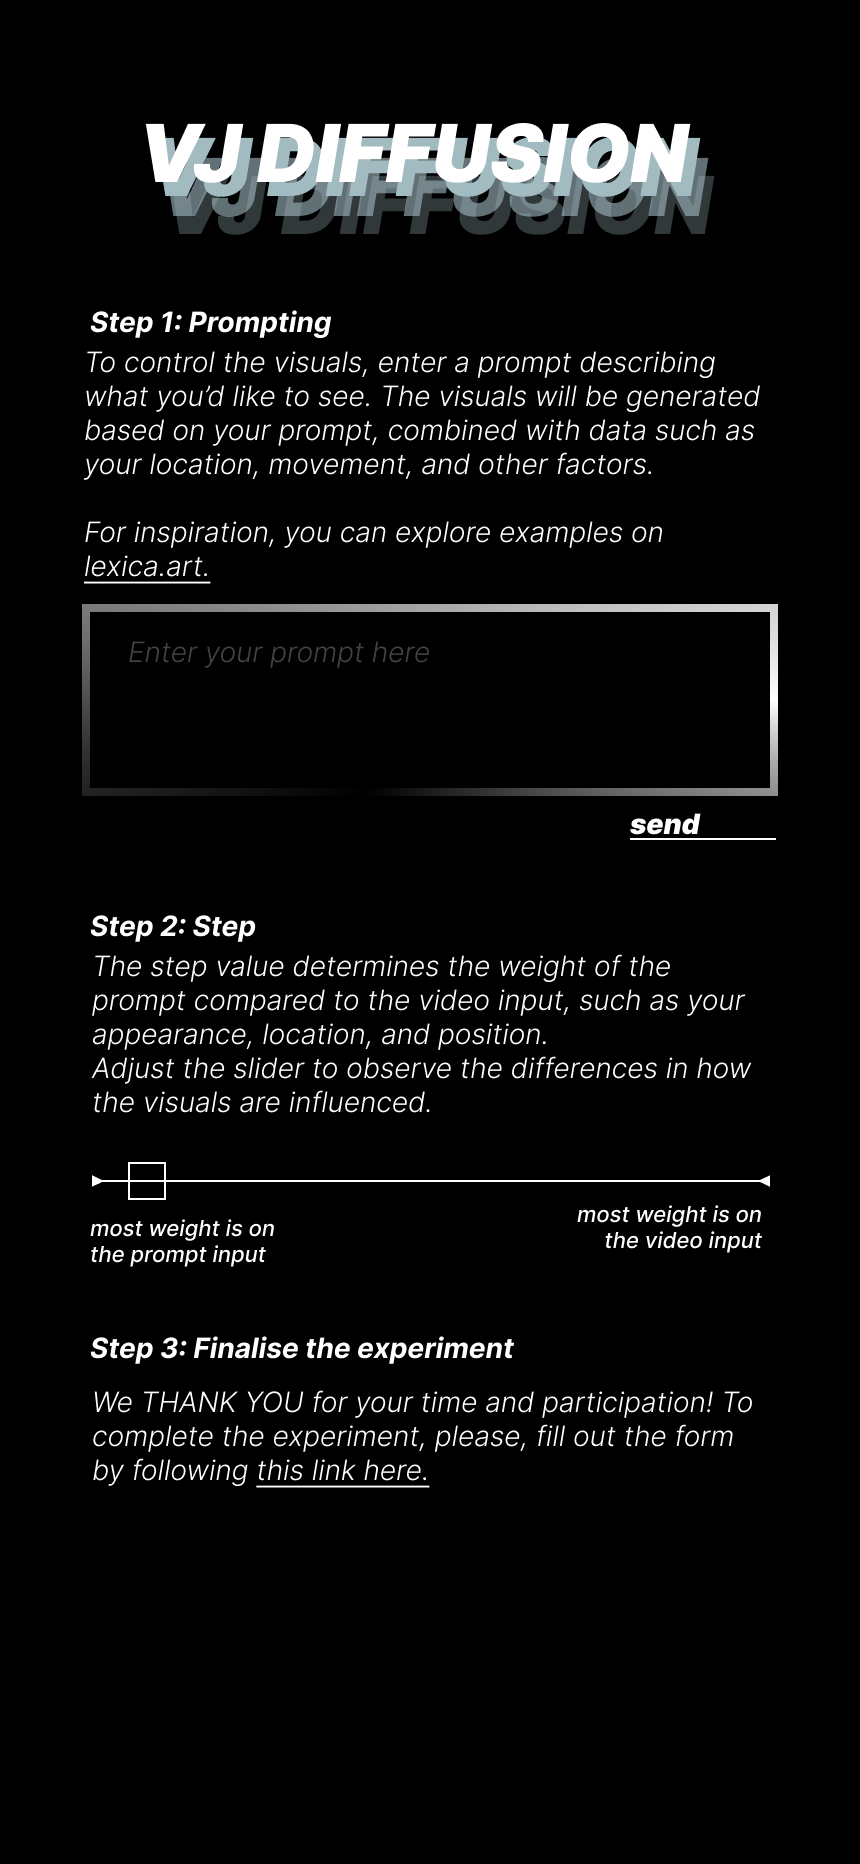 VJ DIFFUSION
Step 1: Prompting
To control the visuals, enter a prompt describing
what you’d like to see. The visuals will be generated
based on your prompt, combined with data such as
your location, movement, and other factors.
For inspiration, you can explore examples on
lexica.art.
Enter your prompt here
send
Step 2: Step
The step value determines the weight of the
prompt compared to the video input, such as your
appearance, location, and position.
Adjust the slider to observe the differences in how
the visuals are influenced.
most weight is on
the prompt input
most weight is on
the video input
Step 3: Finalise the experiment
We THANK YOU for your time and participation! To
complete the experiment, please, fill out the form
by following this link here.